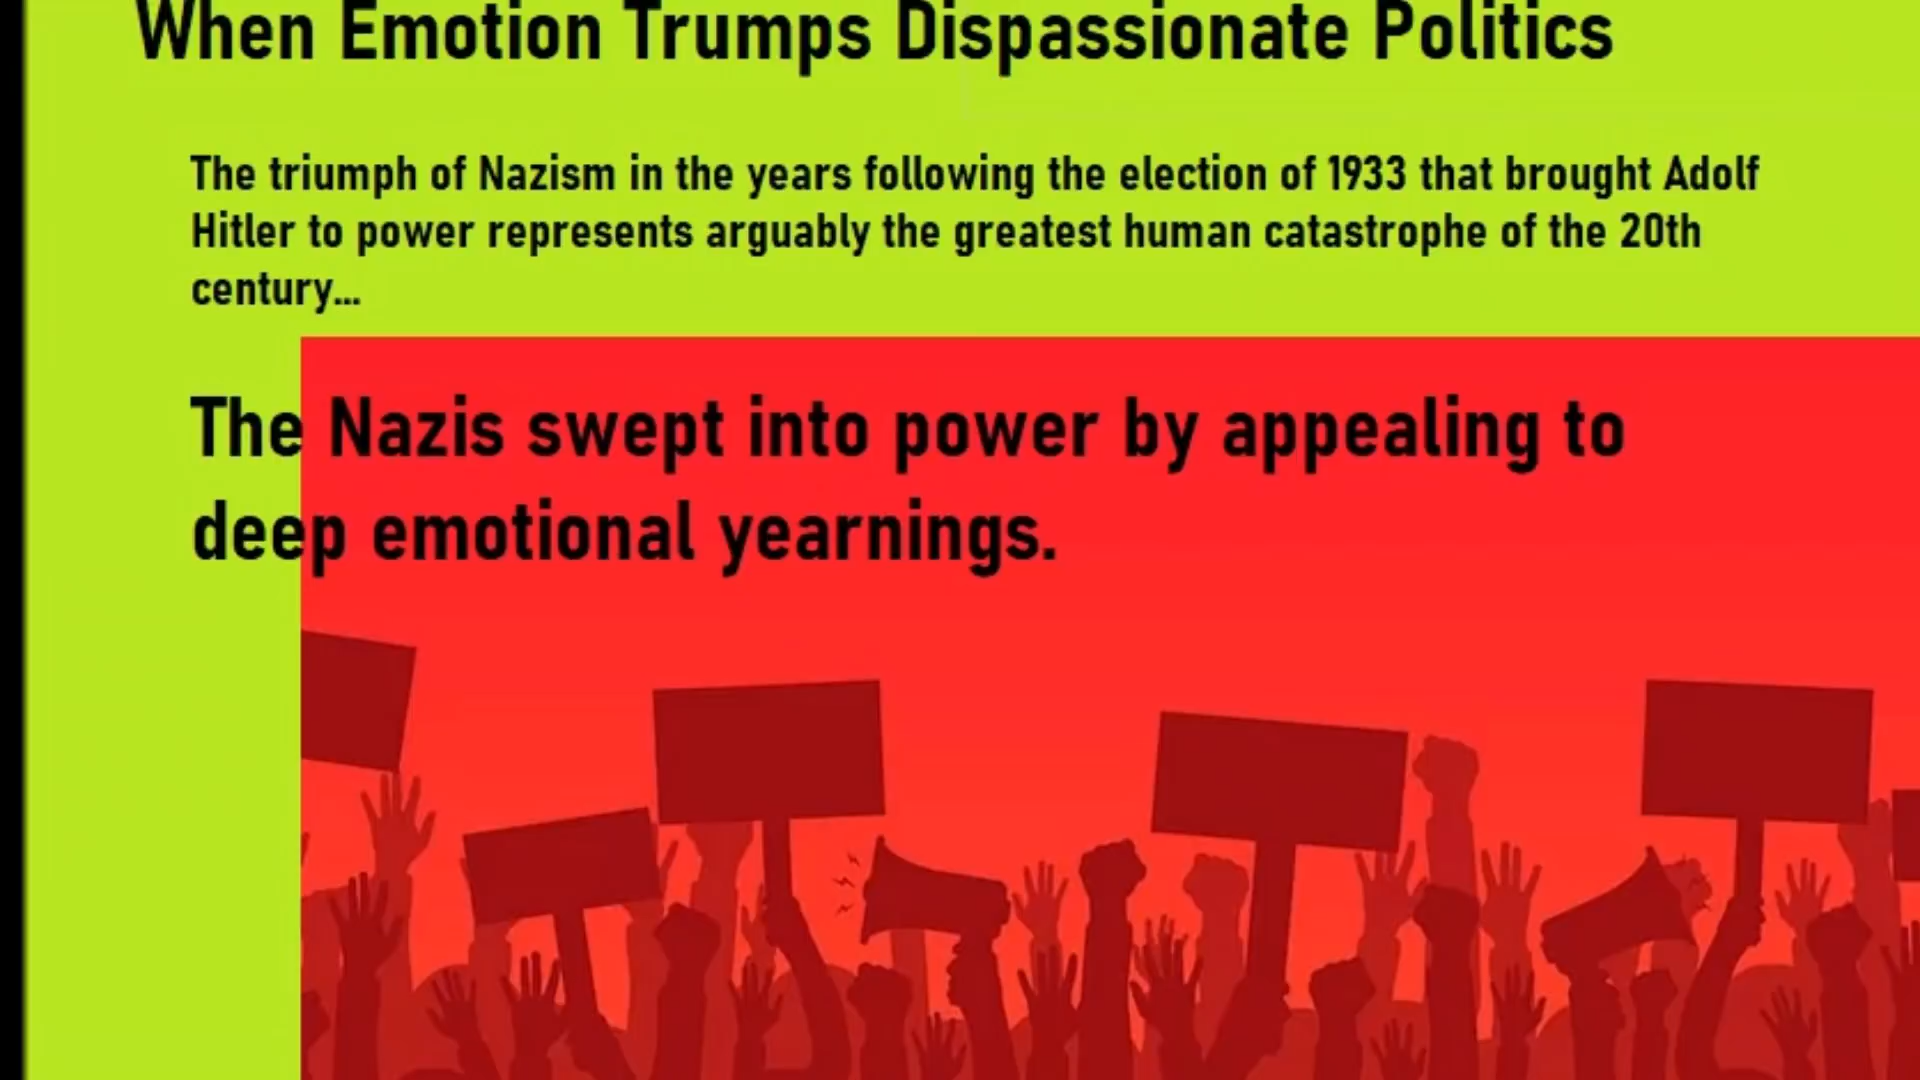 When Emotion Trumps Dispassionate Politics
The triumph of Nazism in the years following the election of 1933 that brought Adolf
Hitler to power represents arguably the greatest human catastrophe of the 20th
century...
The Nazis swept into power by appealing to
deep emotional yearnings.